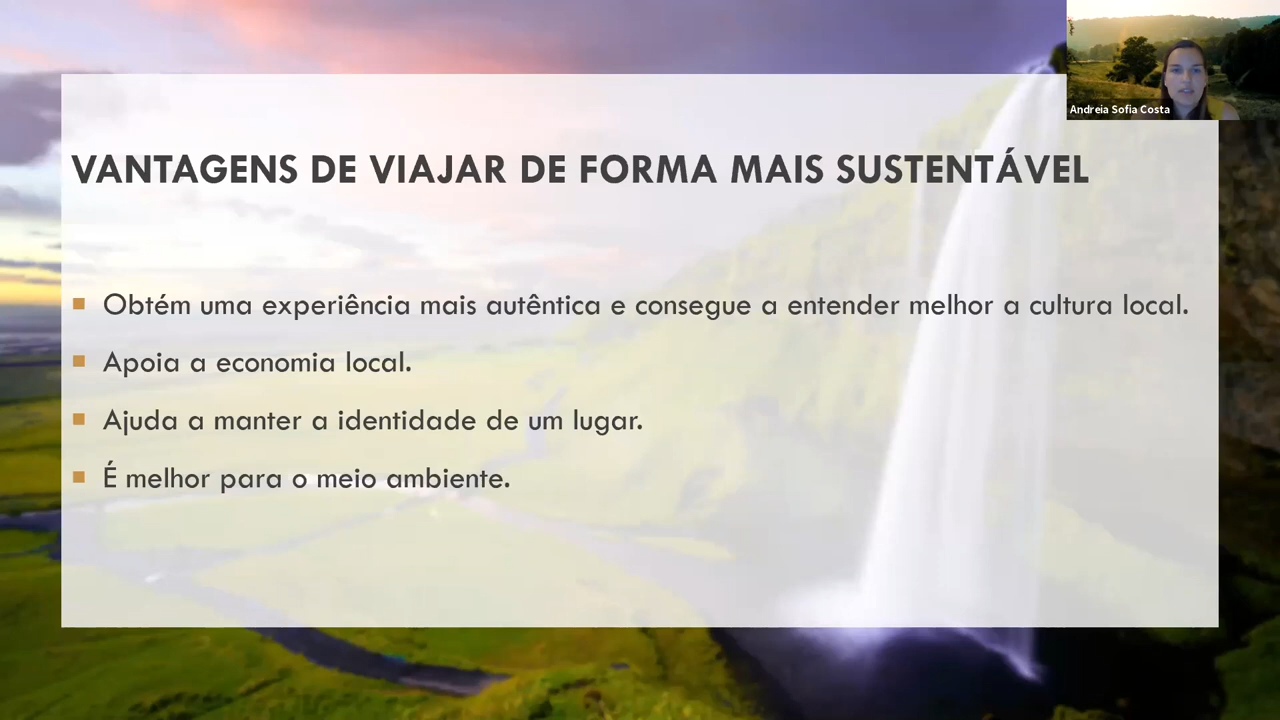 Andreia Sofia Costa
VANTAGENS DE VIAJAR DE FORMA MAIS SUSTENTÁVEL
Obtém uma experiência mais autêntica e consegue a entender melhor a cultura local.
Apoia a economia local.
Ajuda a manter a identidade de um lugar.
É melhor para o meio ambiente.